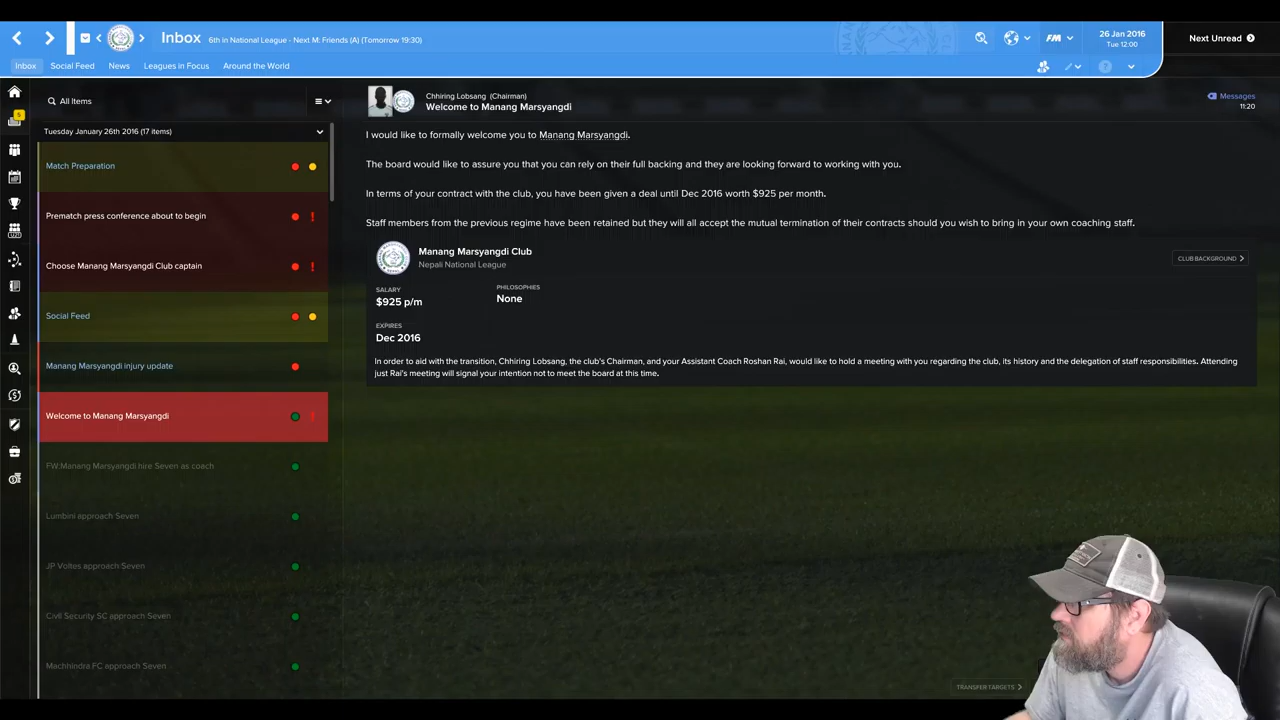 Inbox
6th in National League - Next M: Friends (A) (Tomorrow 19:30)
FM
26 Jan 2016
Tue 12:00
Next Unread
Inbox
Social Feed
News
Leagues in Focus
Around the World
?
5
All Items
Tuesday January 26th 2016 (17 items)
Match Preparation
Prematch press conference about to begin
Choose Manang Marsyangdi Club captain
Social Feed
Manang Marsyangdi injury update
Welcome to Manang Marsyangdi
FW:Manang Marsyangdi hire Seven as coach
Lumbini approach Seven
JP Voltes approach Seven
Civil Security SC approach Seven
Machhindra FC approach Seven
Chhiring Lobsang (Chairman)
Welcome to Manang Marsyangdi
Messages
11:20
I would like to formally welcome you to Manang Marsyangdi.
The board would like to assure you that you can rely on their full backing and they are looking forward to working with you.
In terms of your contract with the club, you have been given a deal until Dec 2016 worth $925 per month.
Staff members from the previous regime have been retained but they will all accept the mutual termination of their contracts should you wish to bring in your own coaching staff.
Manang Marsyangdi Club
Nepali National League
CLUB BACKGROUND
SALARY
$925 p/m
PHILOSOPHIES
None
EXPIRES
Dec 2016
In order to aid with the transition, Chhiring Lobsang, the club's Chairman, and your Assistant Coach Roshan Rai, would like to hold a meeting with you regarding the club, its history and the delegation of staff responsibilities. Attending
just Rai's meeting will signal your intention not to meet the board at this time.
TRANSFER TARGETS